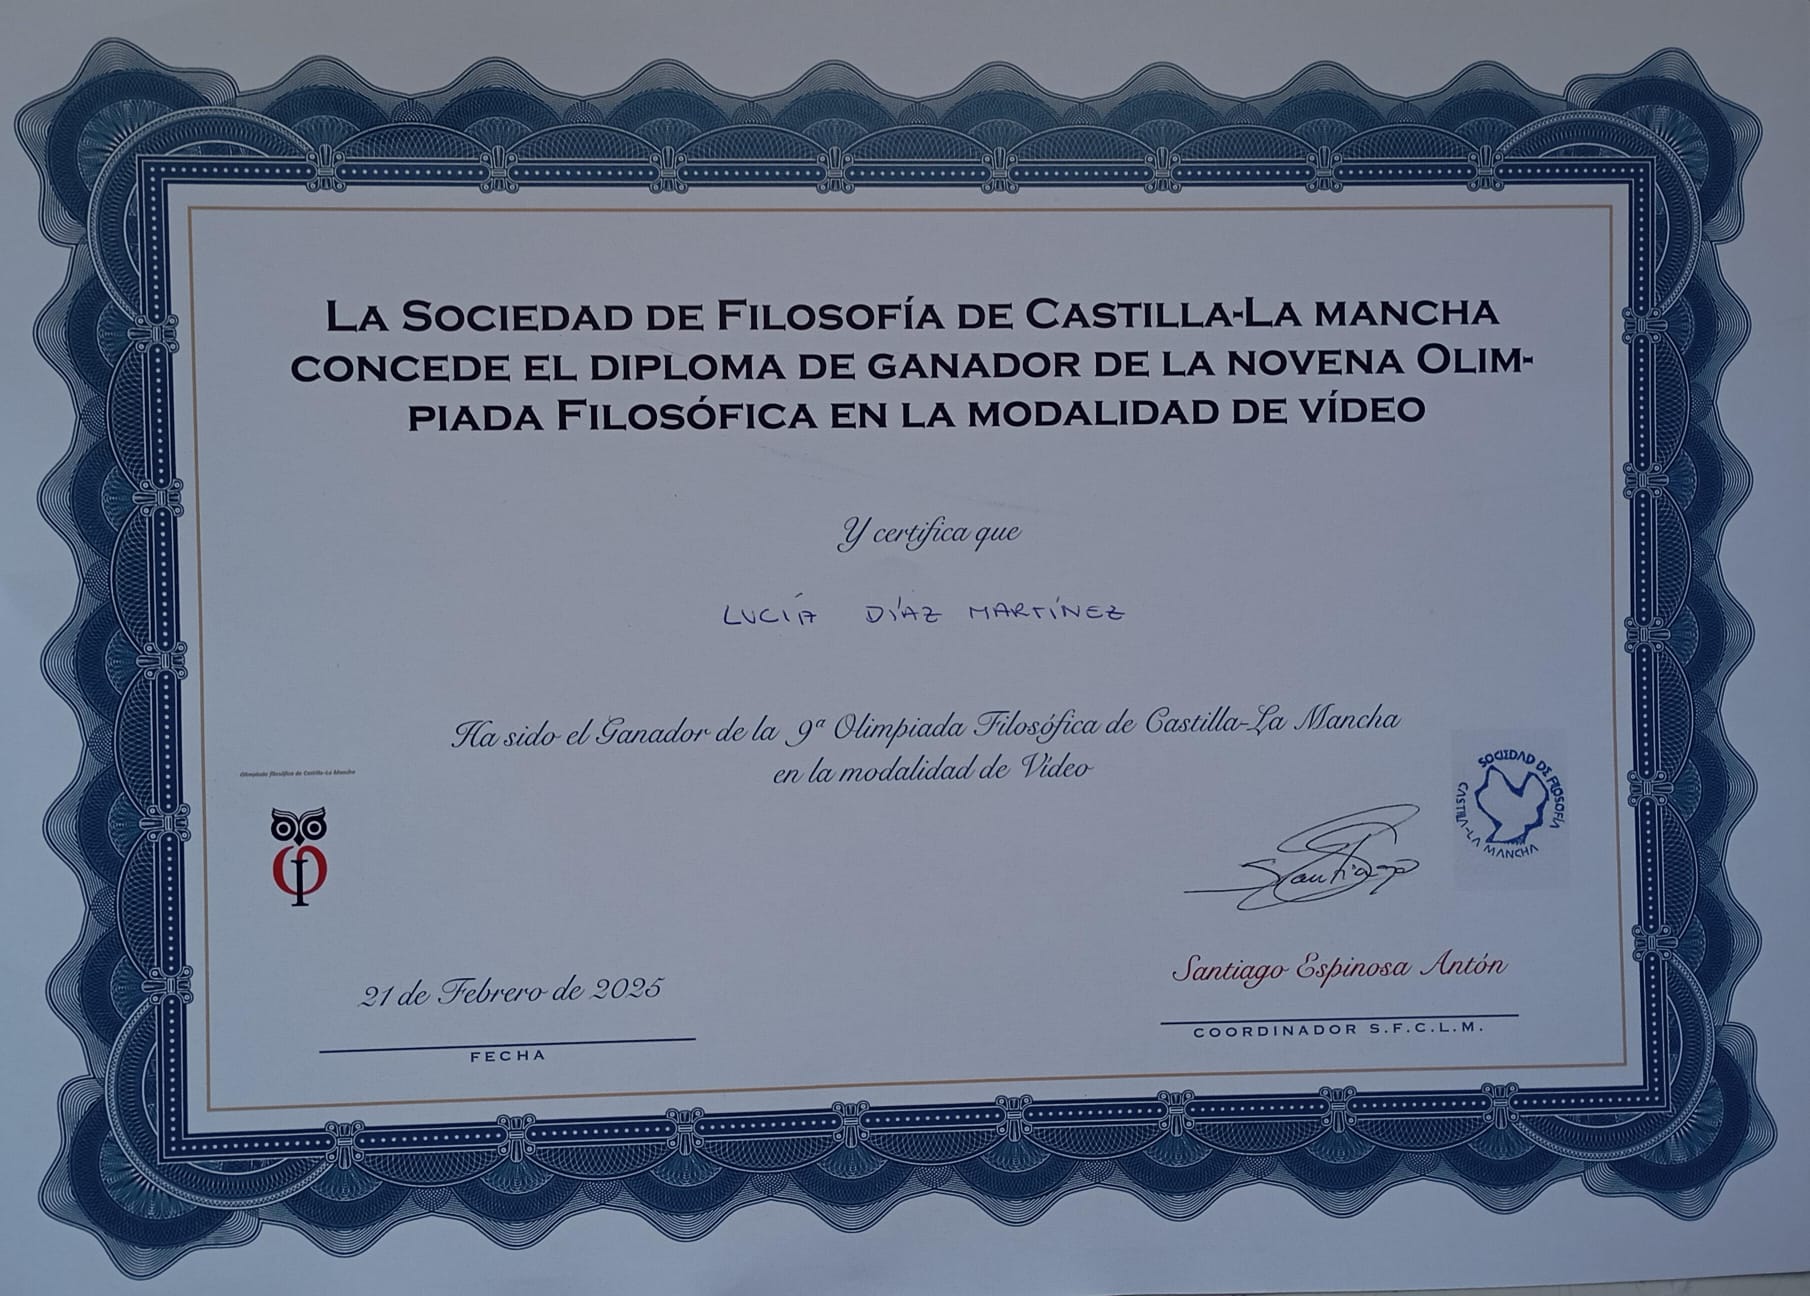 LA SOCIEDAD DE FILOSOFÍA DE CASTILLA-LA MANCHA
CONCEDE EL DIPLOMA DE GANADOR DE LA NOVENA OLIM-
PIADA FILOSÓFICA EN LA MODALIDAD DE VÍDEO
Y certifica que
LUCÍA DÍAZ MARTÍNEZ
Ha sido el Ganador de la 9ª Olimpiada Filosófica de Castilla-La Mancha
en la modalidad de Video
Olimpiada filosófica de Castilla-La Mancha
φ
SOCIEDAD DE FILOSOFÍA
CASTILLA-LA MANCHA
Santiago
21 de Febrero de 2025
FECHA
Santiago Espinosa Antón
COORDINADOR S.F.C.L.M.